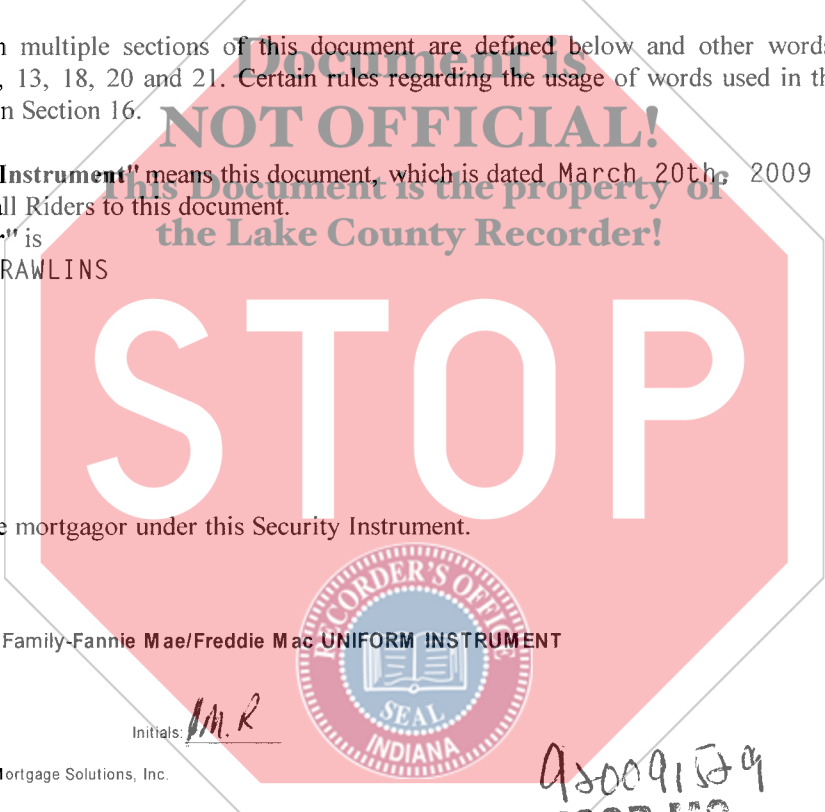 multiple sections of this document are defined below and other words
Document is
, 13, 18, 20 and 21. Certain rules regarding the usage of words used in
n Section 16.
NOT OFFICIAL!
Instrument" means this document, which is dated March 20th, 2009
This Document is the property of
all Riders to this document.
" is
the Lake County Recorder!
RAWLINS
STOP
e mortgagor under this Security Instrument.
RECORDER'S OFFICE
Family-Fannie Mae/Freddie Mac UNIFORM INSTRUMENT
SEAL
INDIANA
Initials: M.R
Mortgage Solutions, Inc.